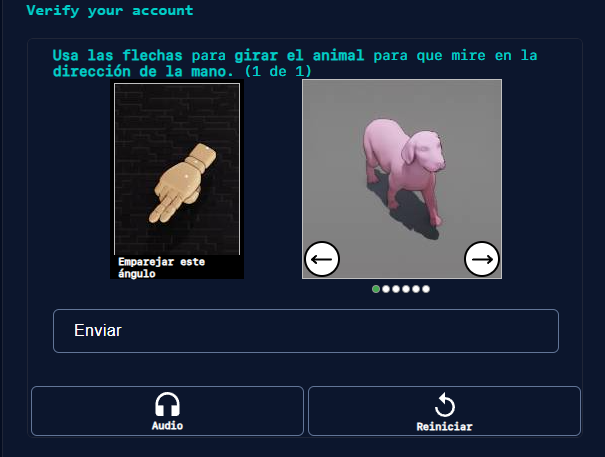 Verify your account
Usa las flechas para girar el animal para que mire en la
dirección de la mano. (1 de 1)
Emparejar este
ángulo
Enviar
Audio
Reiniciar